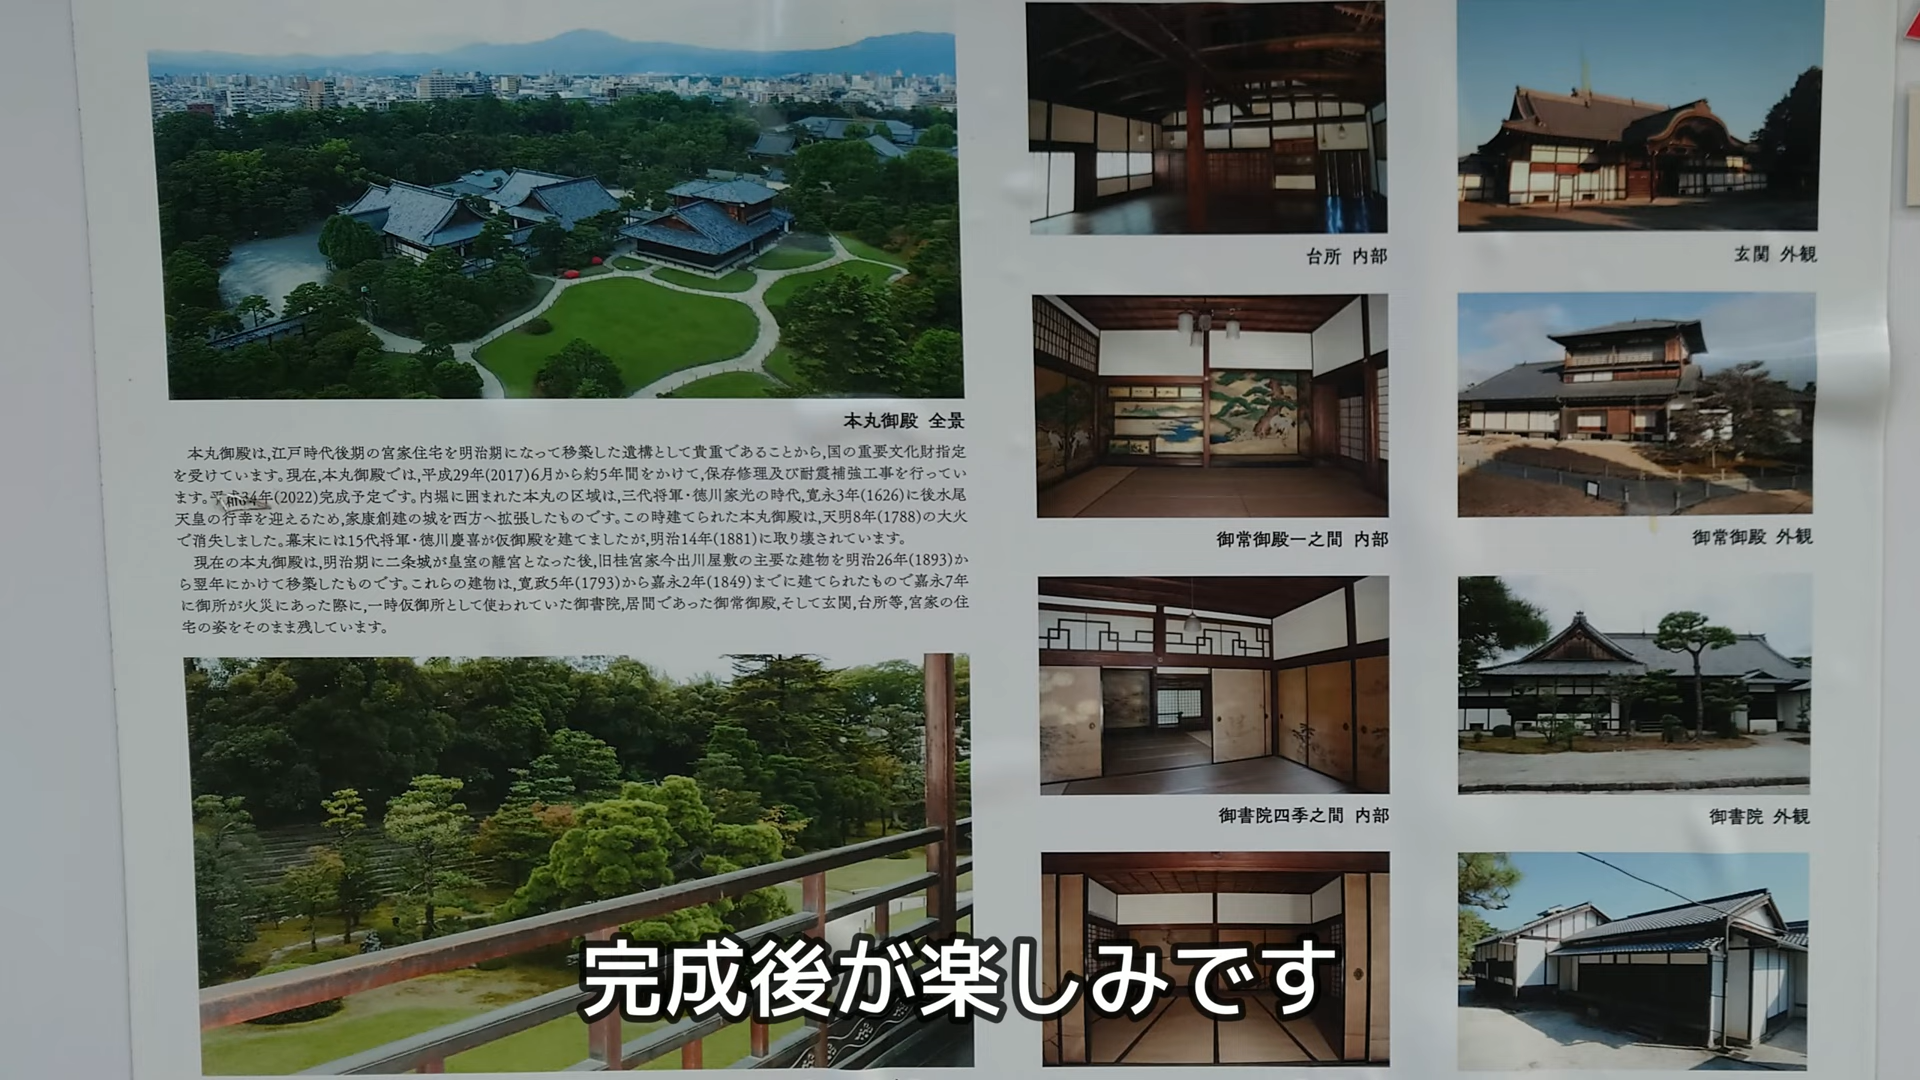 本丸御殿 全景
本丸御殿は,江戸時代後期の宮家住宅を明治期になって移築した遺構として貴重であることから,国の重要文化財指定
を受けています。現在,本丸御殿では,平成29年(2017)6月から約5年間をかけて,保存修理及び耐震補強工事を行ってい
ます。平成34年(2022)完成予定です。内堀に囲まれた本丸の区域は,三代将軍・徳川家光の時代,寛永3年(1626)に後水尾
天皇の行幸を迎えるため,家康創建の城を西方へ拡張したものです。この時建てられた本丸御殿は,天明8年(1788)の大火
で消失しました。幕末には15代将軍・徳川慶喜が仮御殿を建てましたが,明治14年(1881)に取り壊されています。
現在の本丸御殿は,明治期に二条城が皇室の離宮となった後,旧桂宮家今出川屋敷の主要な建物を明治26年(1893)か
ら翌年にかけて移築したものです。これらの建物は,寛政5年(1793)から嘉永2年(1849)までに建てられたもので嘉永7年
に御所が火災にあった際に,一時仮御所として使われていた御書院,居間であった御常御殿,そして玄関,台所等,宮家の住
宅の姿をそのまま残しています。
台所 内部
玄関 外観
御常御殿一之間 内部
御常御殿 外観
御書院四季之間 内部
御書院 外観
完成後が楽しみです